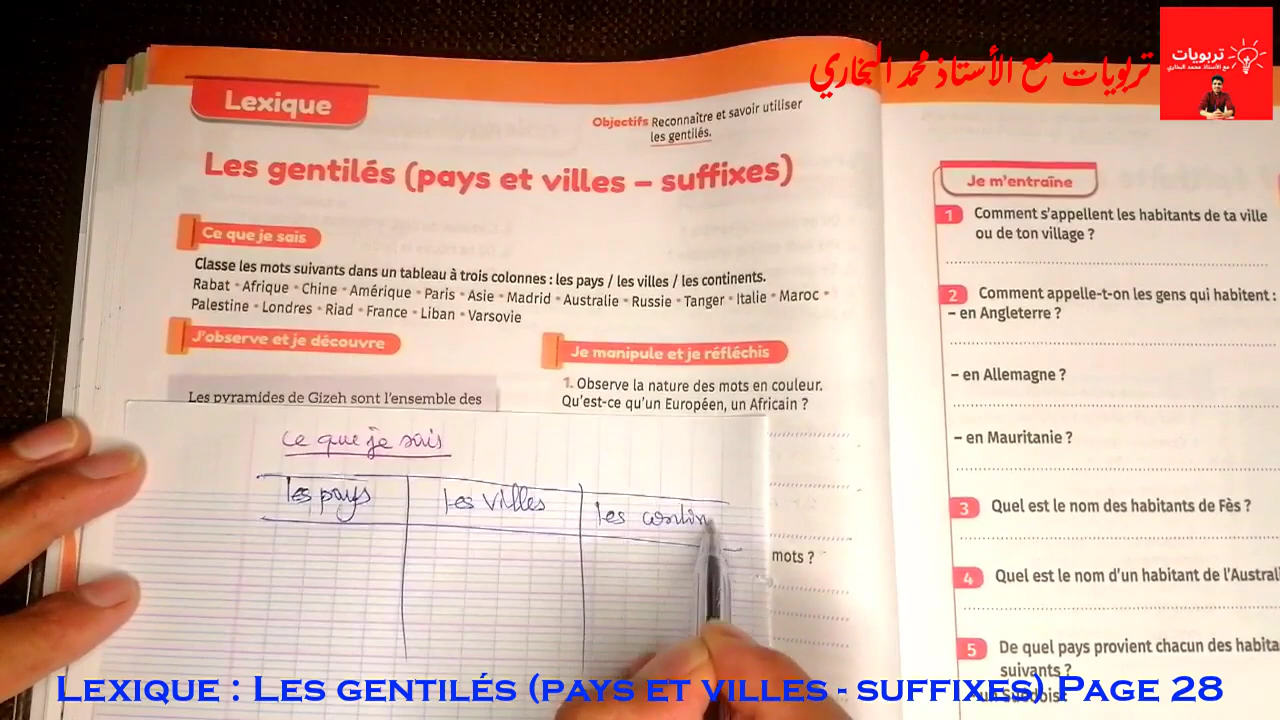 تربويات مع الأستاذ محمد البخاري
تربويات
مع الأستاذ محمد البخاري
Lexique
Objectifs Reconnaître et savoir utiliser
les gentilés.
Les gentilés (pays et villes – suffixes)
Ce que je sais
Classe les mots suivants dans un tableau à trois colonnes : les pays / les villes / les continents.
Rabat • Afrique • Chine • Amérique • Paris • Asie • Madrid • Australie • Russie • Tanger • Italie • Maroc •
Palestine • Londres • Riad • France • Liban • Varsovie
J'observe et je découvre
Les pyramides de Gizeh sont l'ensemble des
Je manipule et je réfléchis
1. Observe la nature des mots en couleur.
Qu'est-ce qu'un Européen, un Africain ?
mots ?
ce que je sais
les pays
les villes
les contin
Je m'entraîne
1 Comment s'appellent les habitants de ta ville
ou de ton village ?
2 Comment appelle-t-on les gens qui habitent :
– en Angleterre ?
– en Allemagne ?
– en Mauritanie ?
3 Quel est le nom des habitants de Fès ?
4 Quel est le nom d'un habitant de l'Austral
5 De quel pays provient chacun des habita
suivants ?
Lexique : Les gentilés (pays et villes - suffixes) Page 28